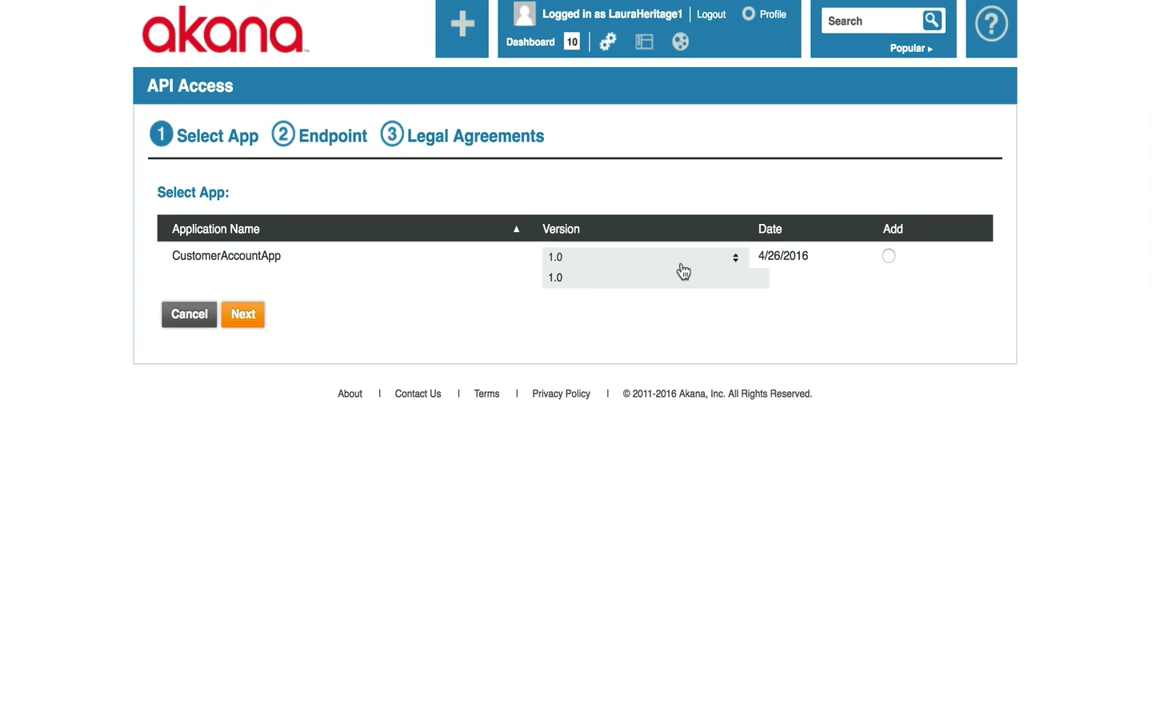 akana
Logged in as LauraHeritage1 | Logout Profile
Dashboard 10
Search
Popular ▸
?
API Access
1 Select App 2 Endpoint 3 Legal Agreements
Select App:
Application Name ▲ Version Date Add
CustomerAccountApp 1.0 4/26/2016
1.0
Cancel Next
About | Contact Us | Terms | Privacy Policy | © 2011-2016 Akana, Inc. All Rights Reserved.